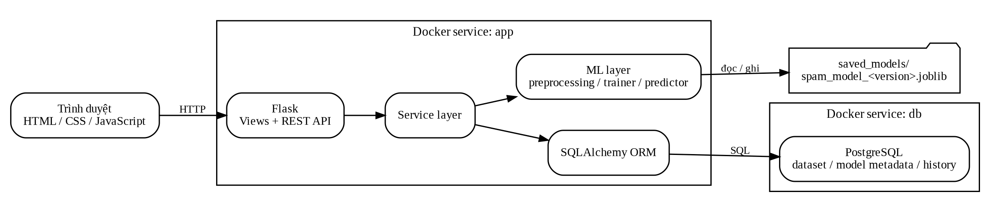 Docker service: app
Trình duyệt
HTML / CSS / JavaScript
HTTP
Flask
Views + REST API
Service layer
ML layer
preprocessing / trainer / predictor
SQLAlchemy ORM
đọc / ghi
saved_models/
spam_model_<version>.joblib
SQL
Docker service: db
PostgreSQL
dataset / model metadata / history